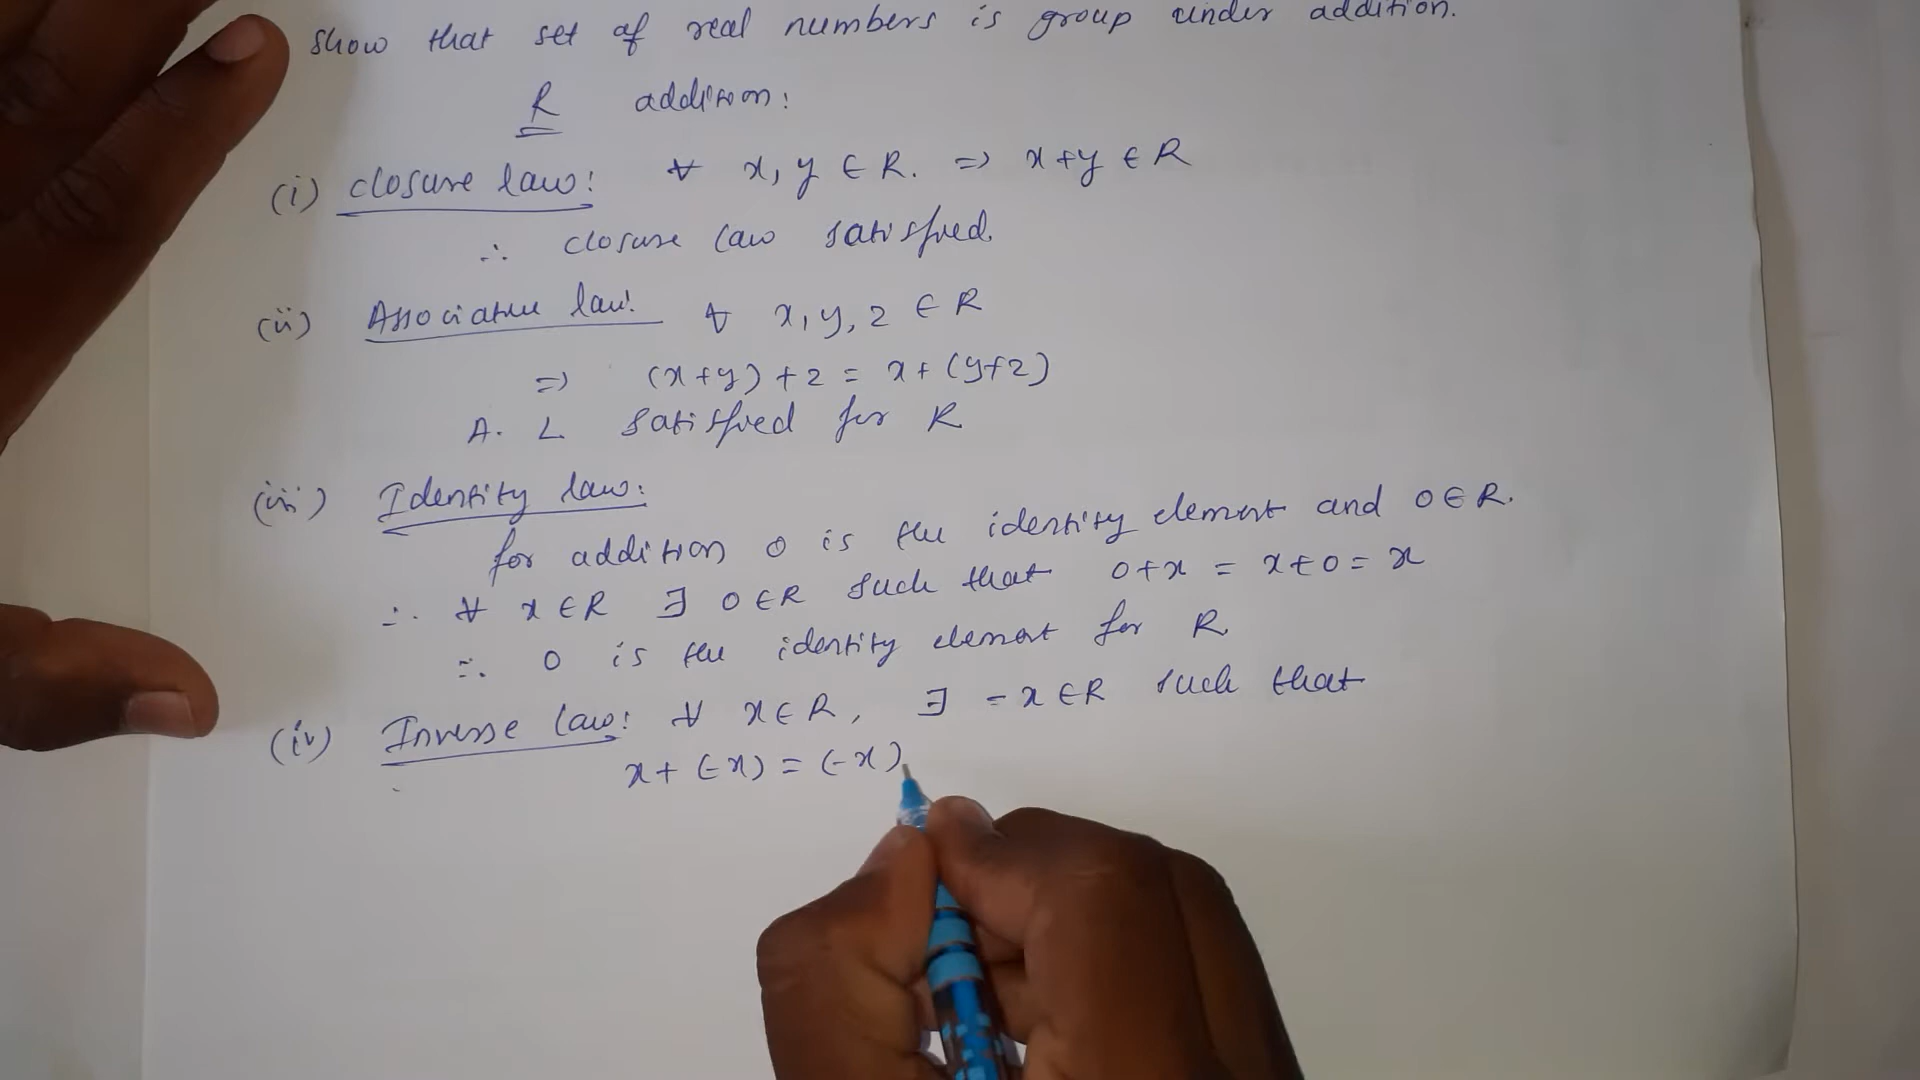 Show that set of real numbers is group under addition.
R addition:
(i) closure law: ∀ x, y ∈ R. => x+y ∈ R
∴ closure law satisfied.
(ii) Associative law: ∀ x, y, z ∈ R
=> (x+y)+z = x+(y+z)
A. L. satisfied for R
(iii) Identity law:
for addition 0 is the identity element and 0∈R.
∴ ∀ x∈R ∃ 0∈R such that 0+x = x+0 = x
∴ 0 is the identity element for R
(iv) Inverse law: ∀ x∈R, ∃ -x∈R such that
x+(-x) = (-x)